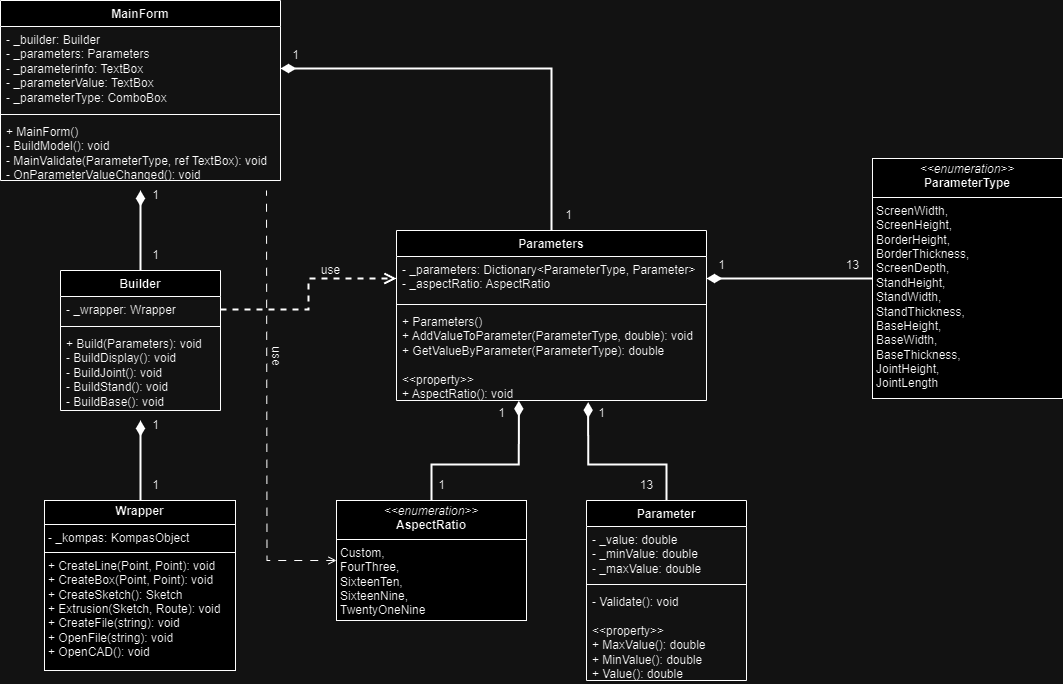 MainForm
- _builder: Builder
- _parameters: Parameters
- _parameterinfo: TextBox
- _parameterValue: TextBox
- _parameterType: ComboBox
+ MainForm()
- BuildModel(): void
- MainValidate(ParameterType, ref TextBox): void
- OnParameterValueChanged(): void
1
1
1
1
Builder
- _wrapper: Wrapper
+ Build(Parameters): void
- BuildDisplay(): void
- BuildJoint(): void
- BuildStand(): void
- BuildBase(): void
use
use
1
1
Wrapper
- _kompas: KompasObject
+ CreateLine(Point, Point): void
+ CreateBox(Point, Point): void
+ CreateSketch(): Sketch
+ Extrusion(Sketch, Route): void
+ CreateFile(string): void
+ OpenFile(string): void
+ OpenCAD(): void
Parameters
- _parameters: Dictionary<ParameterType, Parameter>
- _aspectRatio: AspectRatio
+ Parameters()
+ AddValueToParameter(ParameterType, double): void
+ GetValueByParameter(ParameterType): double
<<property>>
+ AspectRatio(): void
1
13
<<enumeration>>
ParameterType
ScreenWidth,
ScreenHeight,
BorderHeight,
BorderThickness,
ScreenDepth,
StandHeight,
StandWidth,
StandThickness,
BaseHeight,
BaseWidth,
BaseThickness,
JointHeight,
JointLength
1
1
1
13
<<enumeration>>
AspectRatio
Custom,
FourThree,
SixteenTen,
SixteenNine,
TwentyOneNine
Parameter
- _value: double
- _minValue: double
- _maxValue: double
- Validate(): void
<<property>>
+ MaxValue(): double
+ MinValue(): double
+ Value(): double